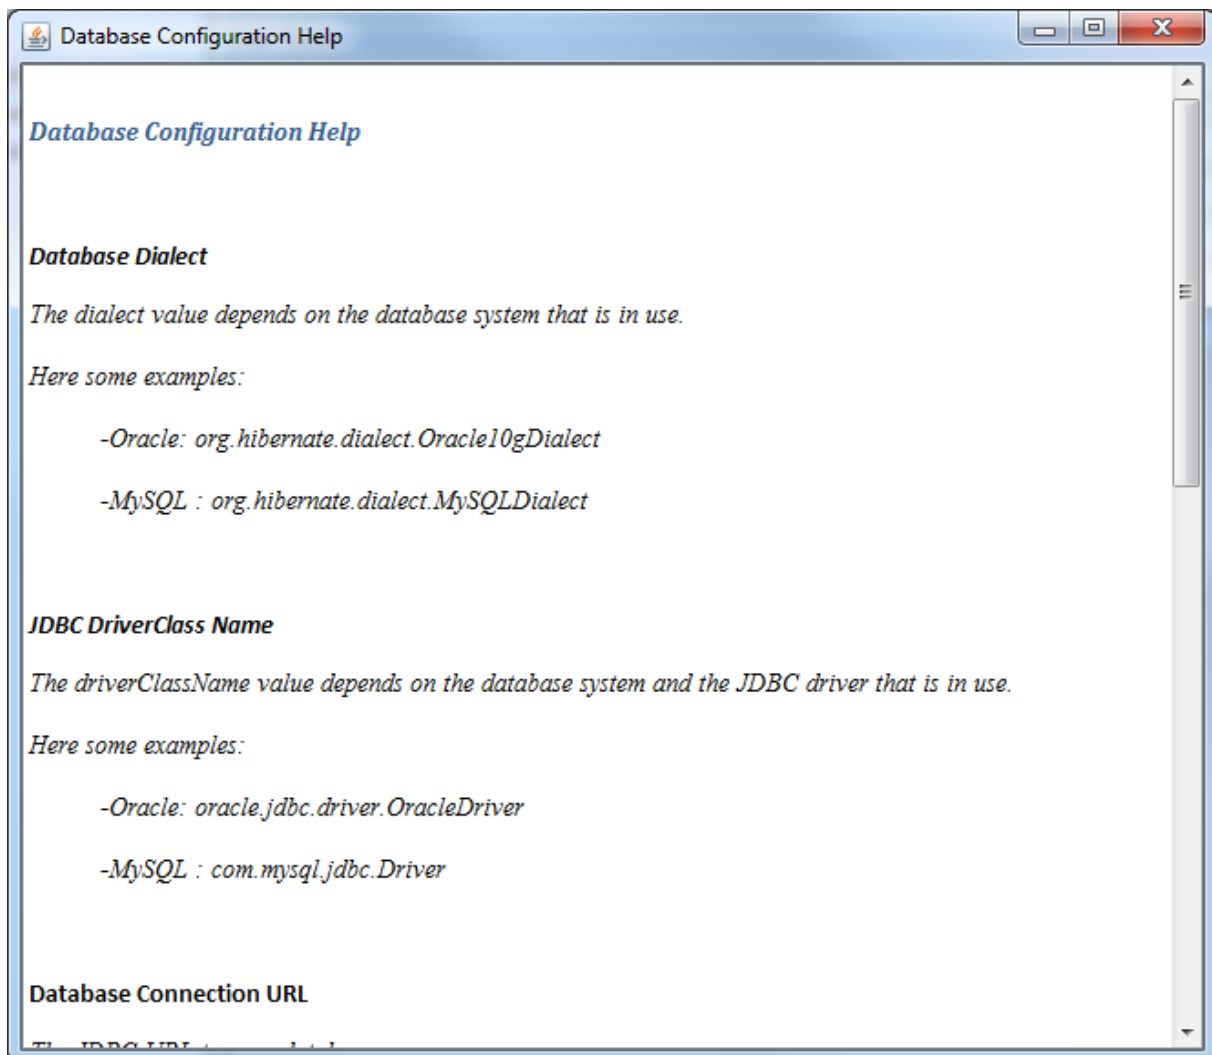 Database Configuration Help
Database Configuration Help
Database Dialect
The dialect value depends on the database system that is in use.
Here some examples:
-Oracle: org.hibernate.dialect.Oracle10gDialect
-MySQL : org.hibernate.dialect.MySQLDialect
JDBC DriverClass Name
The driverClassName value depends on the database system and the JDBC driver that is in use.
Here some examples:
-Oracle: oracle.jdbc.driver.OracleDriver
-MySQL : com.mysql.jdbc.Driver
Database Connection URL
The JDBC URL